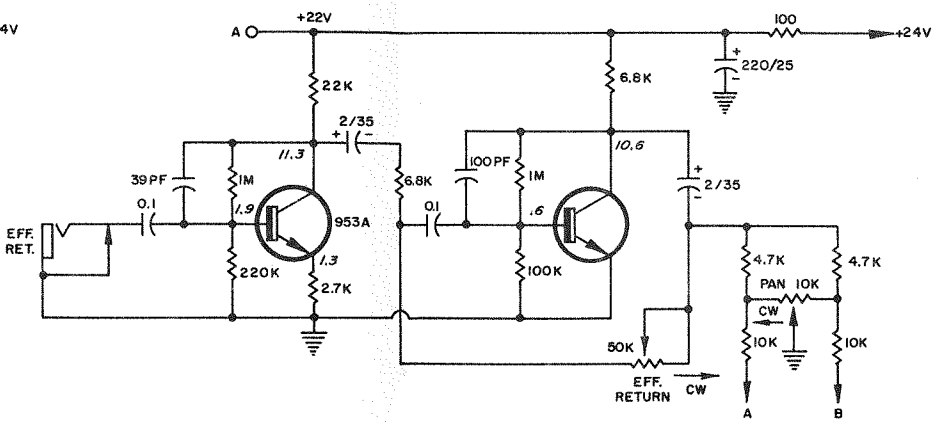 4V
A
+22V
100
+24V
+
220/25
-
22K
6.8K
2/35
+
-
11.3
10.6
39PF
1M
6.8K
100PF
1M
+
2/35
-
0.1
1.9
953A
0.1
.6
EFF.
RET.
220K
1.3
2.7K
100K
4.7K
4.7K
PAN 10K
CW
10K
10K
50K
EFF.
RETURN
CW
A
B